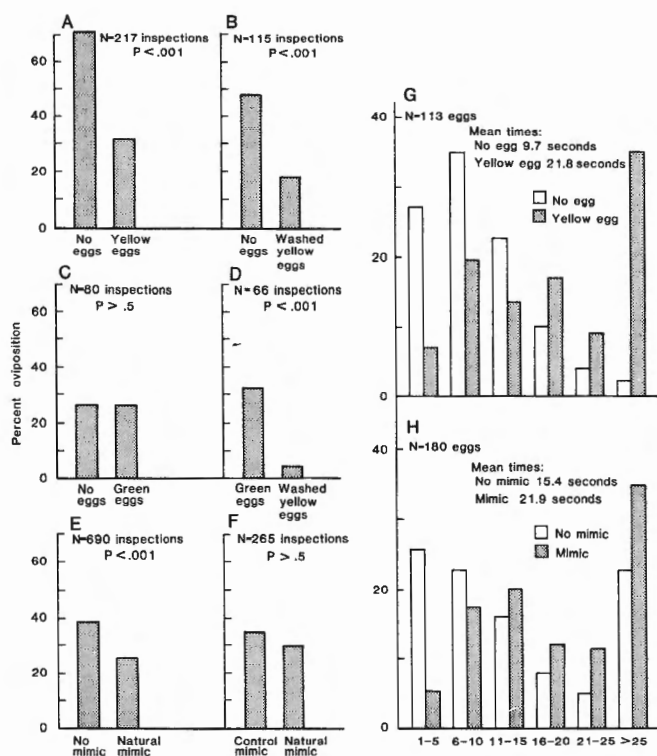 A
N-217 inspections
P < .001
60
40
20
0
No eggs
Yellow eggs
B
N-115 inspections
P < .001
No eggs
Washed yellow eggs
C
N-80 inspections
P > .5
60
40
20
0
No eggs
Green eggs
D
N-66 inspections
P < .001
Green eggs
Washed yellow eggs
Percent oviposition
E
N-690 inspections
P < .001
60
40
20
0
No mimic
Natural mimic
F
N-265 inspections
P > .5
Control mimic
Natural mimic
G
40
N-113 eggs
Mean times:
No egg 9.7 seconds
Yellow egg 21.8 seconds
No egg
Yellow egg
20
0
H
40
N-180 eggs
Mean times:
No mimic 15.4 seconds
Mimic 21.9 seconds
No mimic
Mimic
20
0
1-5 6-10 11-15 16-20 21-25 >25